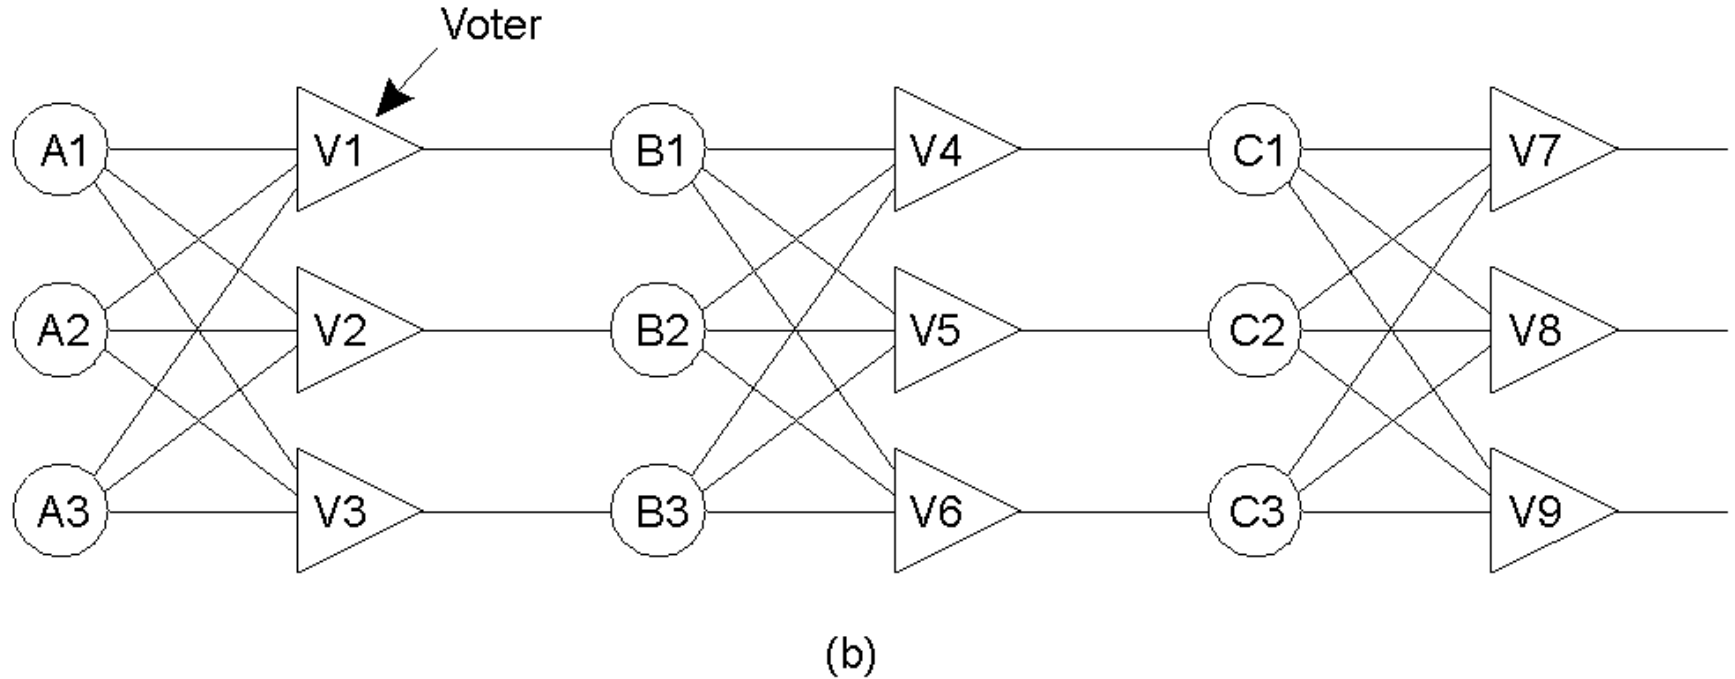 Voter
A1 V1 B1 V4 C1 V7
A2 V2 B2 V5 C2 V8
A3 V3 B3 V6 C3 V9
(b)